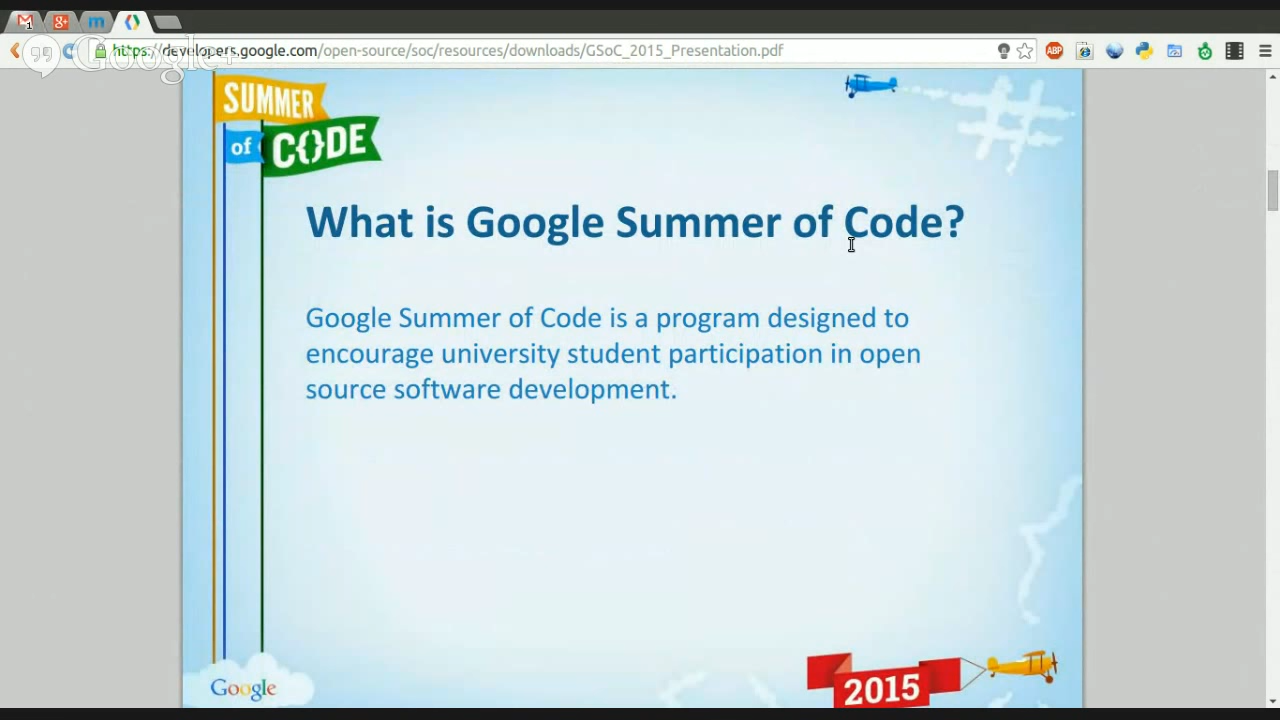 https://developers.google.com/open-source/soc/resources/downloads/GSoC_2015_Presentation.pdf
Google+
SUMMER
of
C{}DE
What is Google Summer of Code?
Google Summer of Code is a program designed to
encourage university student participation in open
source software development.
Google
2015